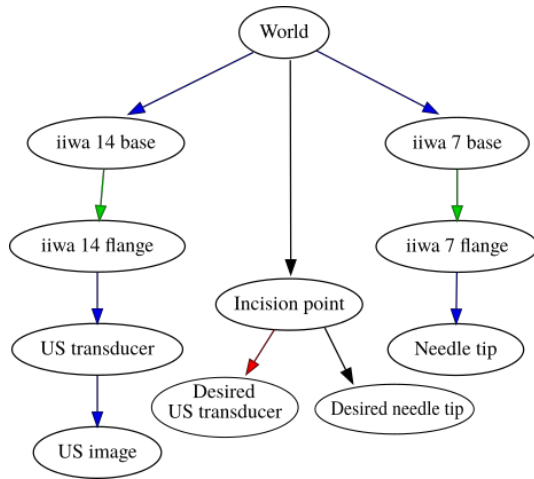 World
iiwa 14 base
iiwa 7 base
iiwa 14 flange
iiwa 7 flange
Incision point
US transducer
Needle tip
Desired
US transducer
Desired needle tip
US image